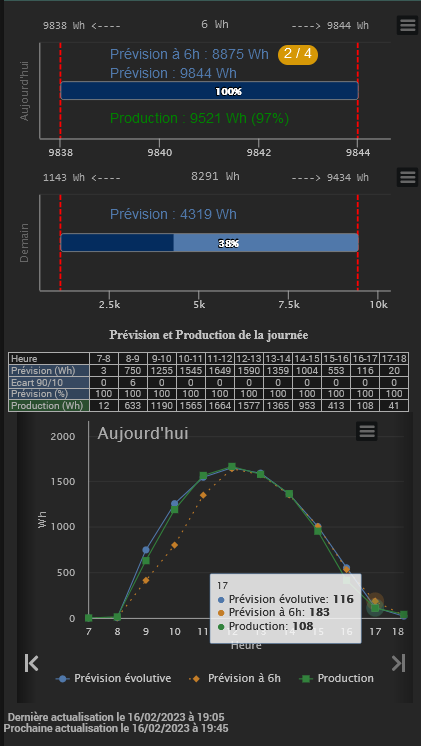 9838 Wh <---- 6 Wh ----> 9844 Wh
Prévision à 6h : 8875 Wh 2 / 4
Prévision : 9844 Wh
100%
Production : 9521 Wh (97%)
Aujourd'hui
9838 9840 9842 9844
1143 Wh <---- 8291 Wh ----> 9434 Wh
Prévision : 4319 Wh
38%
Demain
2.5k 5k 7.5k 10k
Prévision et Production de la journée
Heure 7-8 8-9 9-10 10-11 11-12 12-13 13-14 14-15 15-16 16-17 17-18
Prévision (Wh) 3 750 1255 1545 1649 1590 1359 1004 553 116 20
Ecart 90/10 0 6 0 0 0 0 0 0 0 0 0
Prévision (%) 100 100 100 100 100 100 100 100 100 100 100
Production (Wh) 12 633 1190 1565 1664 1577 1365 953 413 108 41
Aujourd'hui
2000
1500
1000
500
0
Wh
7 8 9 10 11 12 13 14 15 16 17 18
Heure
17
Prévision évolutive: 116
Prévision à 6h: 183
Production: 108
Prévision évolutive Prévision à 6h Production
Dernière actualisation le 16/02/2023 à 19:05
Prochaine actualisation le 16/02/2023 à 19:45